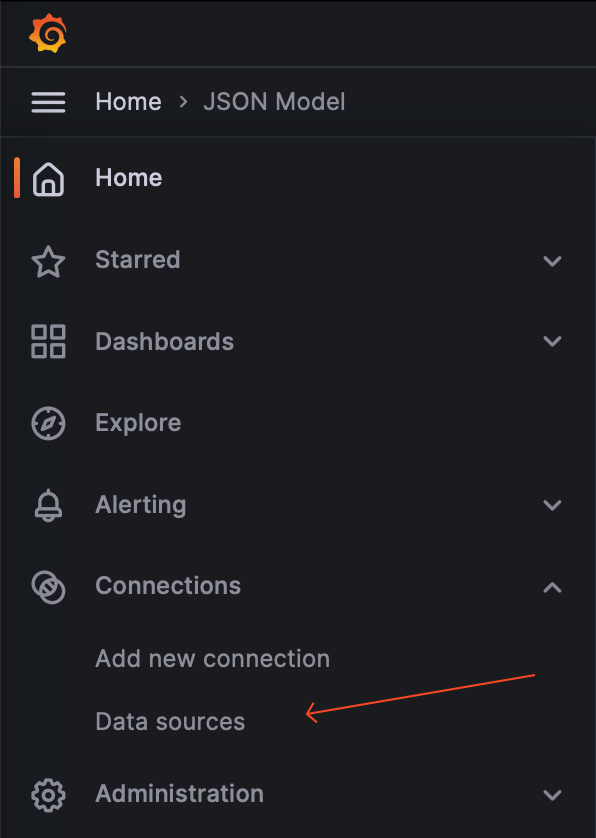 Home > JSON Model
Home
Starred
Dashboards
Explore
Alerting
Connections
Add new connection
Data sources
Administration